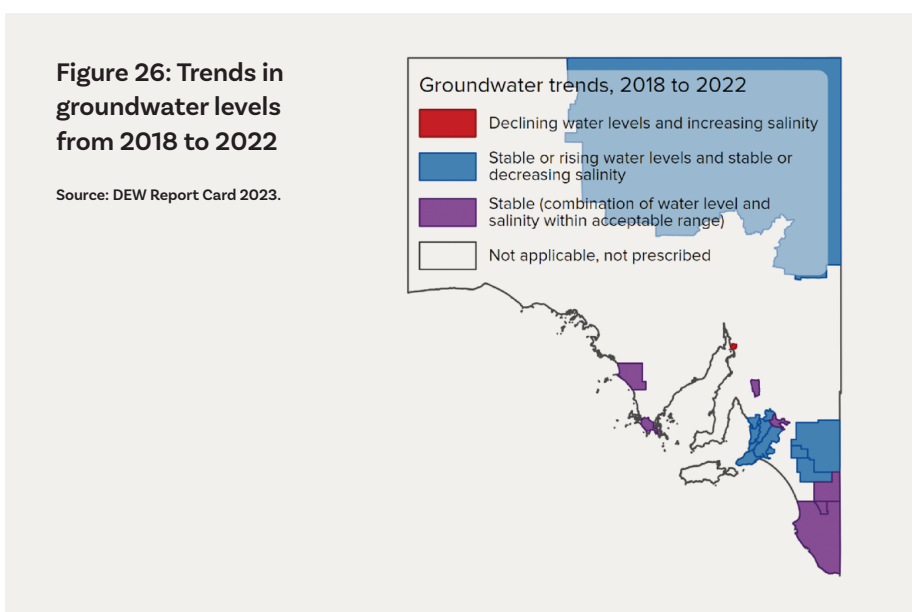 Figure 26: Trends in
groundwater levels
from 2018 to 2022
Source: DEW Report Card 2023.
Groundwater trends, 2018 to 2022
Declining water levels and increasing salinity
Stable or rising water levels and stable or
decreasing salinity
Stable (combination of water level and
salinity within acceptable range)
Not applicable, not prescribed